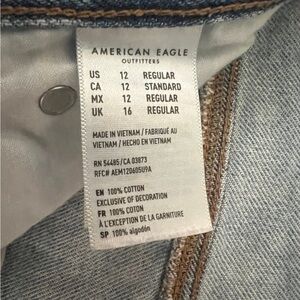 AMERICAN EAGLE
OUTFITTERS
US 12 REGULAR
CA 12 STANDARD
MX 12 REGULAR
UK 16 REGULAR
MADE IN VIETNAM / FABRIQUÉ AU
VIETNAM / HECHO EN VIETNAM
RN 54485/CA 03873
RFC# AEM120605U9A
EN 100% COTTON
EXCLUSIVE OF DECORATION
FR 100% COTON
À L'EXCEPTION DE LA GARNITURE
SP 100% algodón